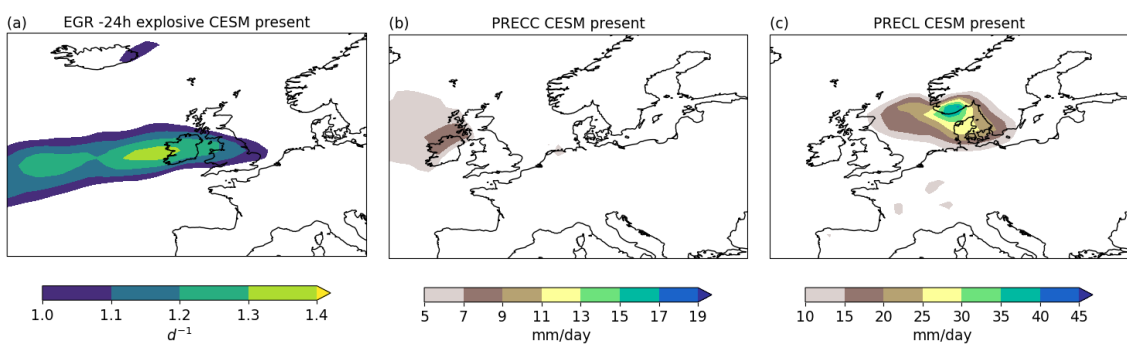 (a) EGR -24h explosive CESM present
(b) PRECC CESM present
(c) PRECL CESM present
1.0 1.1 1.2 1.3 1.4
d⁻¹
5 7 9 11 13 15 17 19
mm/day
10 15 20 25 30 35 40 45
mm/day